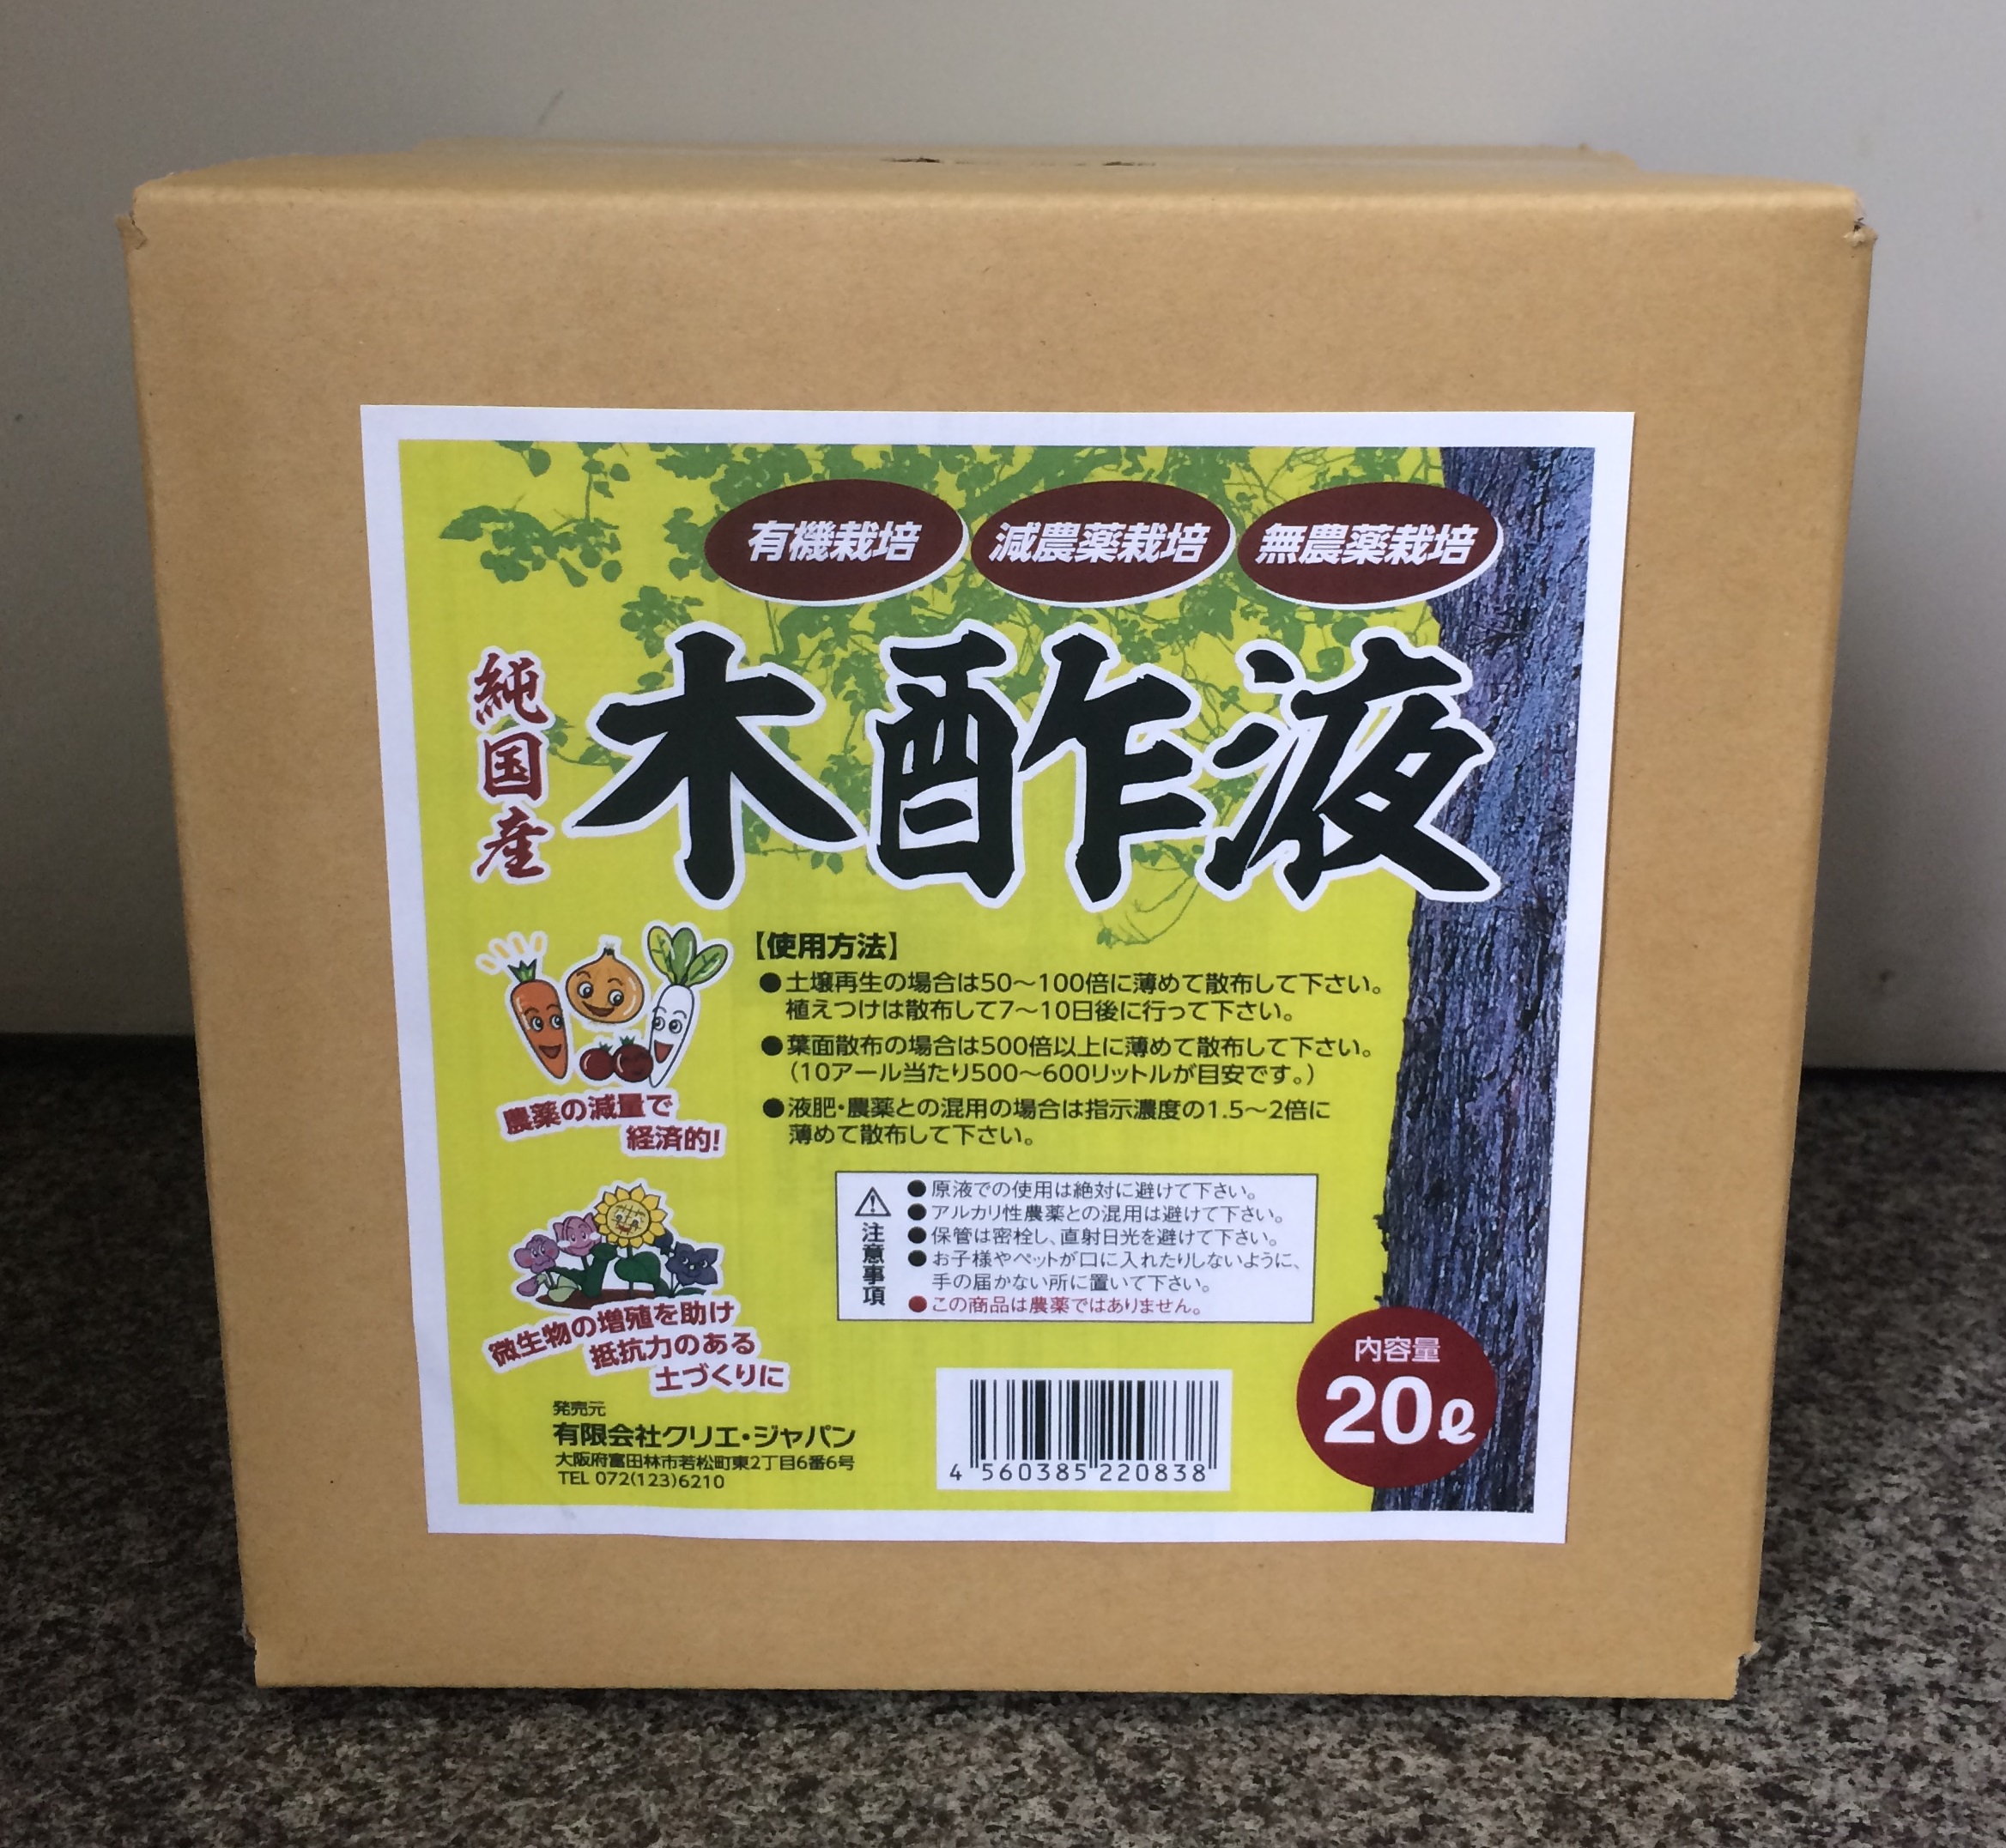 有機栽培
減農薬栽培
無農薬栽培
純国産
木酢液
【使用方法】
●土壌再生の場合は50〜100倍に薄めて散布して下さい。
植えつけは散布して7〜10日後に行って下さい。
●葉面散布の場合は500倍以上に薄めて散布して下さい。
（10アール当たり500〜600リットルが目安です。）
●液肥・農薬との混用の場合は指示濃度の1.5〜2倍に
薄めて散布して下さい。
農薬の減量で
経済的！
微生物の増殖を助け
抵抗力のある
土づくりに
注意事項
●原液での使用は絶対に避けて下さい。
●アルカリ性農薬との混用は避けて下さい。
●保管は密栓し、直射日光を避けて下さい。
●お子様やペットが口に入れたりしないように、
手の届かない所に置いて下さい。
●この商品は農薬ではありません。
内容量
20ℓ
発売元
有限会社クリエ・ジャパン
大阪府富田林市若松町東2丁目6番6号
TEL 072(123)6210
4 560385 220838